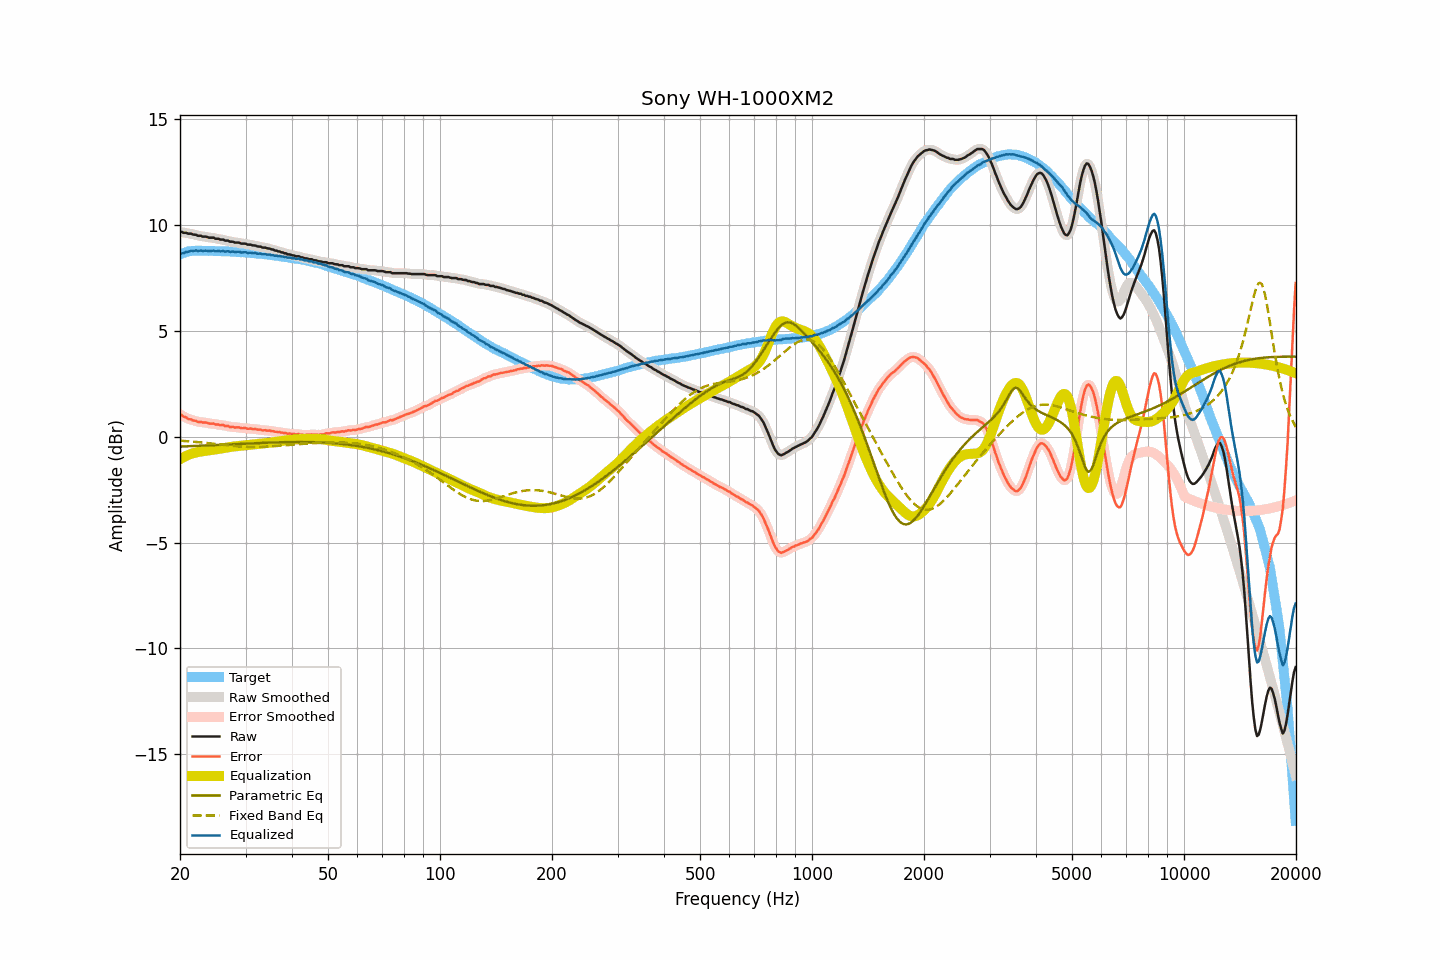 Sony WH-1000XM2
15
10
5
0
−5
−10
−15
Amplitude (dBr)
Target
Raw Smoothed
Error Smoothed
Raw
Error
Equalization
Parametric Eq
Fixed Band Eq
Equalized
20 50 100 200 500 1000 2000 5000 10000 20000
Frequency (Hz)